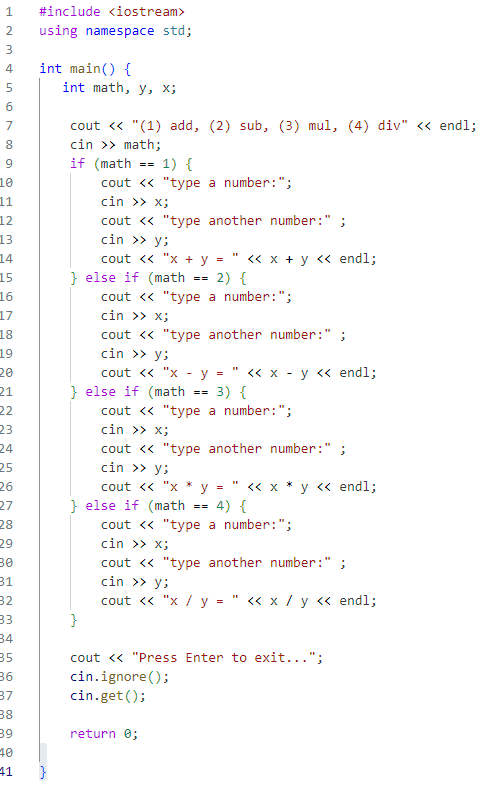 1 #include <iostream>
2 using namespace std;
3
4 int main() {
5 int math, y, x;
6
7 cout << "(1) add, (2) sub, (3) mul, (4) div" << endl;
8 cin >> math;
9 if (math == 1) {
10 cout << "type a number:";
11 cin >> x;
12 cout << "type another number:" ;
13 cin >> y;
14 cout << "x + y = " << x + y << endl;
15 } else if (math == 2) {
16 cout << "type a number:";
17 cin >> x;
18 cout << "type another number:" ;
19 cin >> y;
20 cout << "x - y = " << x - y << endl;
21 } else if (math == 3) {
22 cout << "type a number:";
23 cin >> x;
24 cout << "type another number:" ;
25 cin >> y;
26 cout << "x * y = " << x * y << endl;
27 } else if (math == 4) {
28 cout << "type a number:";
29 cin >> x;
30 cout << "type another number:" ;
31 cin >> y;
32 cout << "x / y = " << x / y << endl;
33 }
34
35 cout << "Press Enter to exit...";
36 cin.ignore();
37 cin.get();
38
39 return 0;
40
41 }